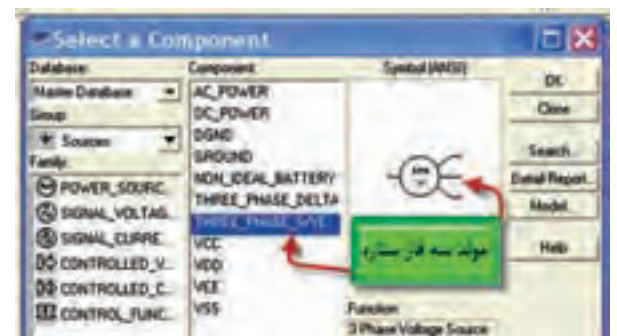 Select a Component
Database:
Master Database
Group:
Sources
Family:
POWER_SOURC...
SIGNAL_VOLTAG...
SIGNAL_CURRE...
CONTROLLED_V...
CONTROLLED_C...
CONTROL_FUNC...
Component:
AC_POWER
DC_POWER
DGND
GROUND
NON_IDEAL_BATTERY
THREE_PHASE_DELTA
THREE_PHASE_WYE
VCC
VDD
VEE
VSS
Symbol (ANSI)
مولد سه فاز ستاره
Function:
3 Phase Voltage Source
OK
Close
Search...
Detail Report...
Model...
Help